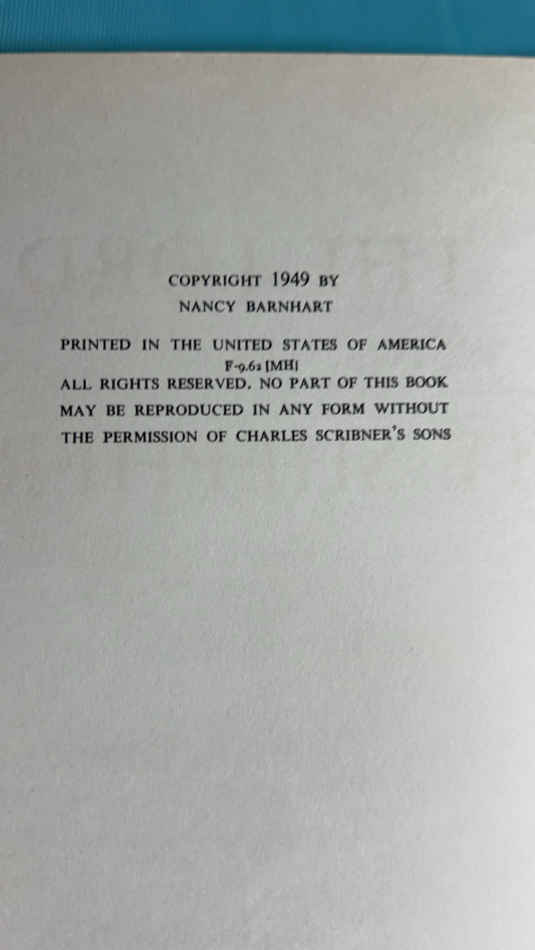 COPYRIGHT 1949 BY
NANCY BARNHART
PRINTED IN THE UNITED STATES OF AMERICA
F-9.62 [MH]
ALL RIGHTS RESERVED. NO PART OF THIS BOOK
MAY BE REPRODUCED IN ANY FORM WITHOUT
THE PERMISSION OF CHARLES SCRIBNER'S SONS